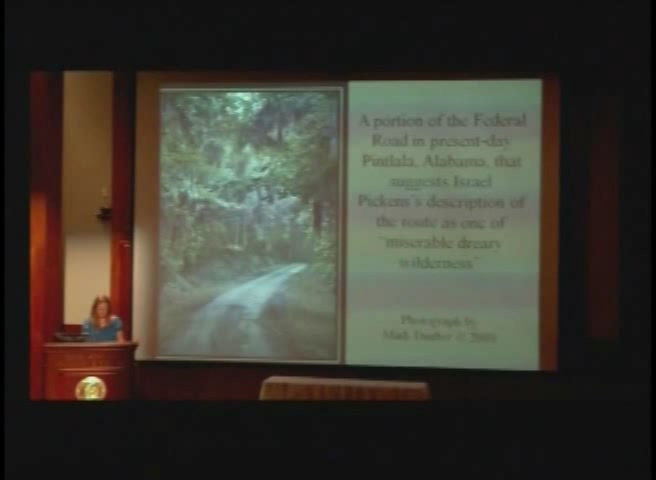 A portion of the Federal
Road in present-day
Pintlala, Alabama, that
suggests Israel
Pickens's description of
the route as one of
"miserable dreary
wilderness"
Photograph by
Mark